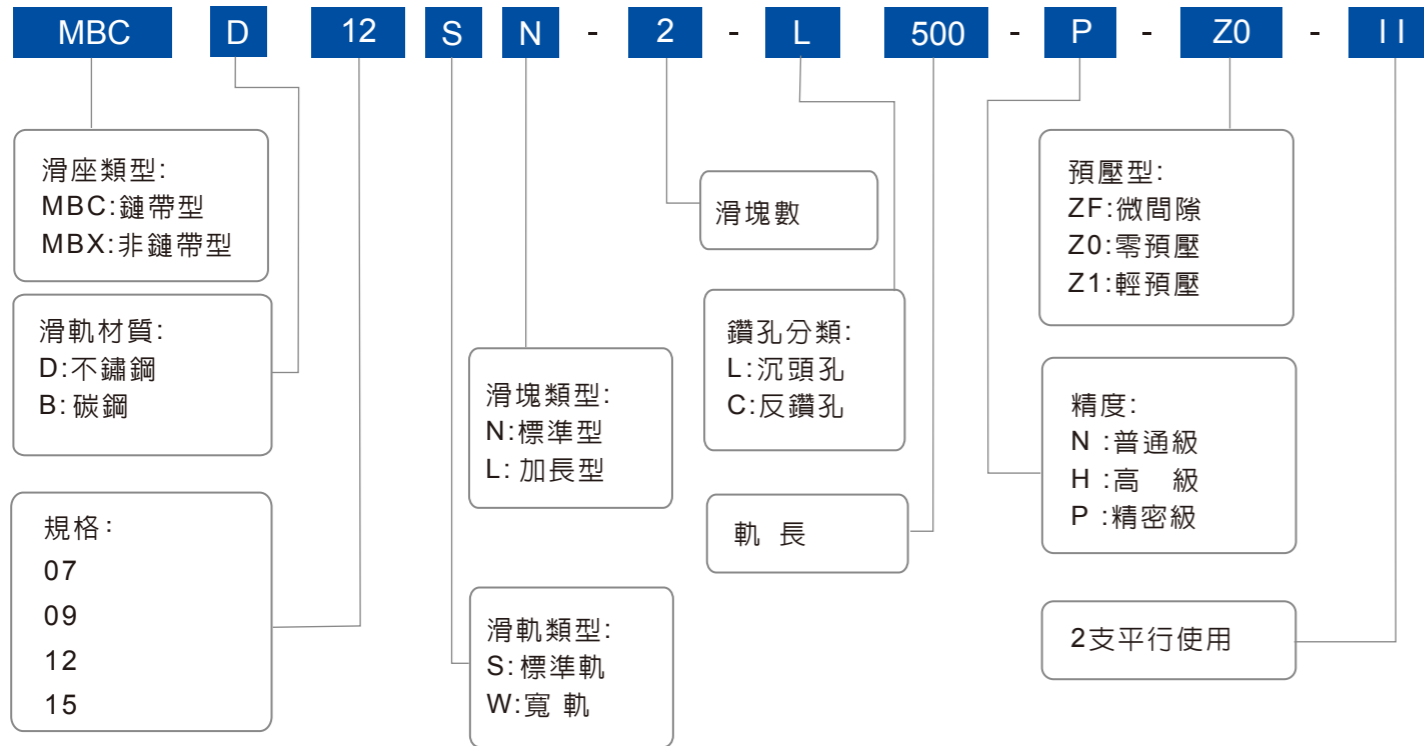 MBC D 12 S N - 2 - L 500 - P - Z0 - II
滑座類型:
MBC:鏈帶型
MBX:非鏈帶型
滑軌材質:
D:不鏽鋼
B:碳鋼
規格:
07
09
12
15
滑塊類型:
N:標準型
L:加長型
滑軌類型:
S:標準軌
W:寬 軌
滑塊數
鑽孔分類:
L:沉頭孔
C:反鑽孔
軌 長
預壓型:
ZF:微間隙
Z0:零預壓
Z1:輕預壓
精度:
N :普通級
H :高　級
P :精密級
2支平行使用